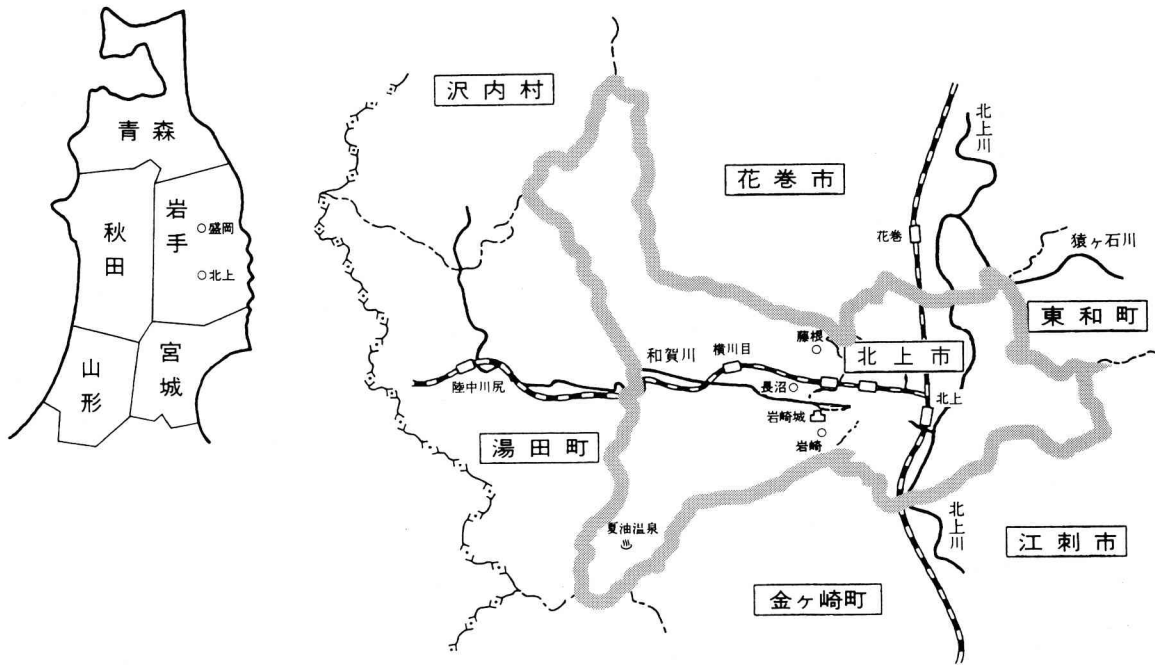 青森
秋田
岩手
盛岡
北上
山形
宮城
沢内村
花巻市
北上川
花巻
猿ヶ石川
東和町
藤根
北上市
和賀川
横川目
陸中川尻
長沼
北上
岩崎城
岩崎
湯田町
夏油温泉
北上川
江刺市
金ヶ崎町